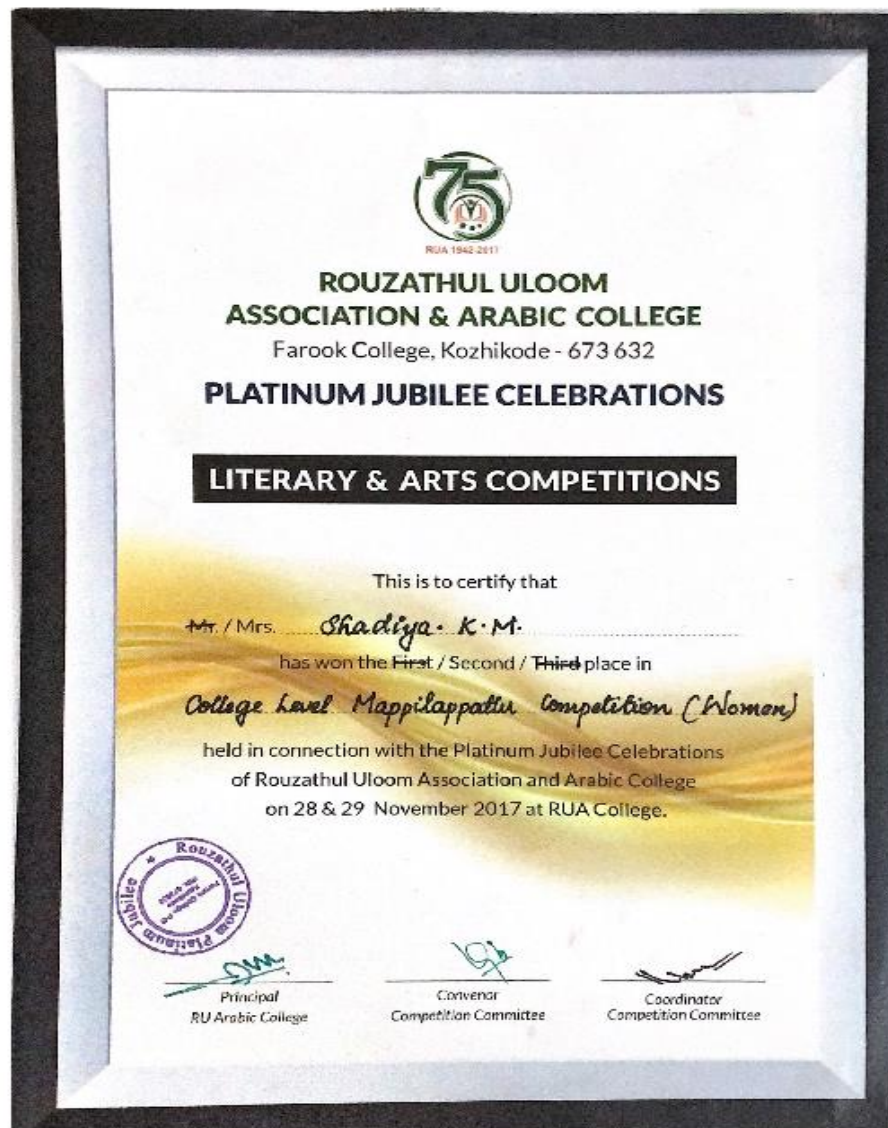 75
RUA 1942-2017
ROUZATHUL ULOOM
ASSOCIATION & ARABIC COLLEGE
Farook College, Kozhikode - 673 632
PLATINUM JUBILEE CELEBRATIONS
LITERARY & ARTS COMPETITIONS
This is to certify that
Mr. / Mrs. Shadiya. K.M.
has won the First / Second / Third place in
College Level Mappilappattu Competition (Women)
held in connection with the Platinum Jubilee Celebrations
of Rouzathul Uloom Association and Arabic College
on 28 & 29 November 2017 at RUA College.
Rouzathul Uloom Platinum Jubilee
Principal
RU Arabic College
Convenor
Competition Committee
Coordinator
Competition Committee